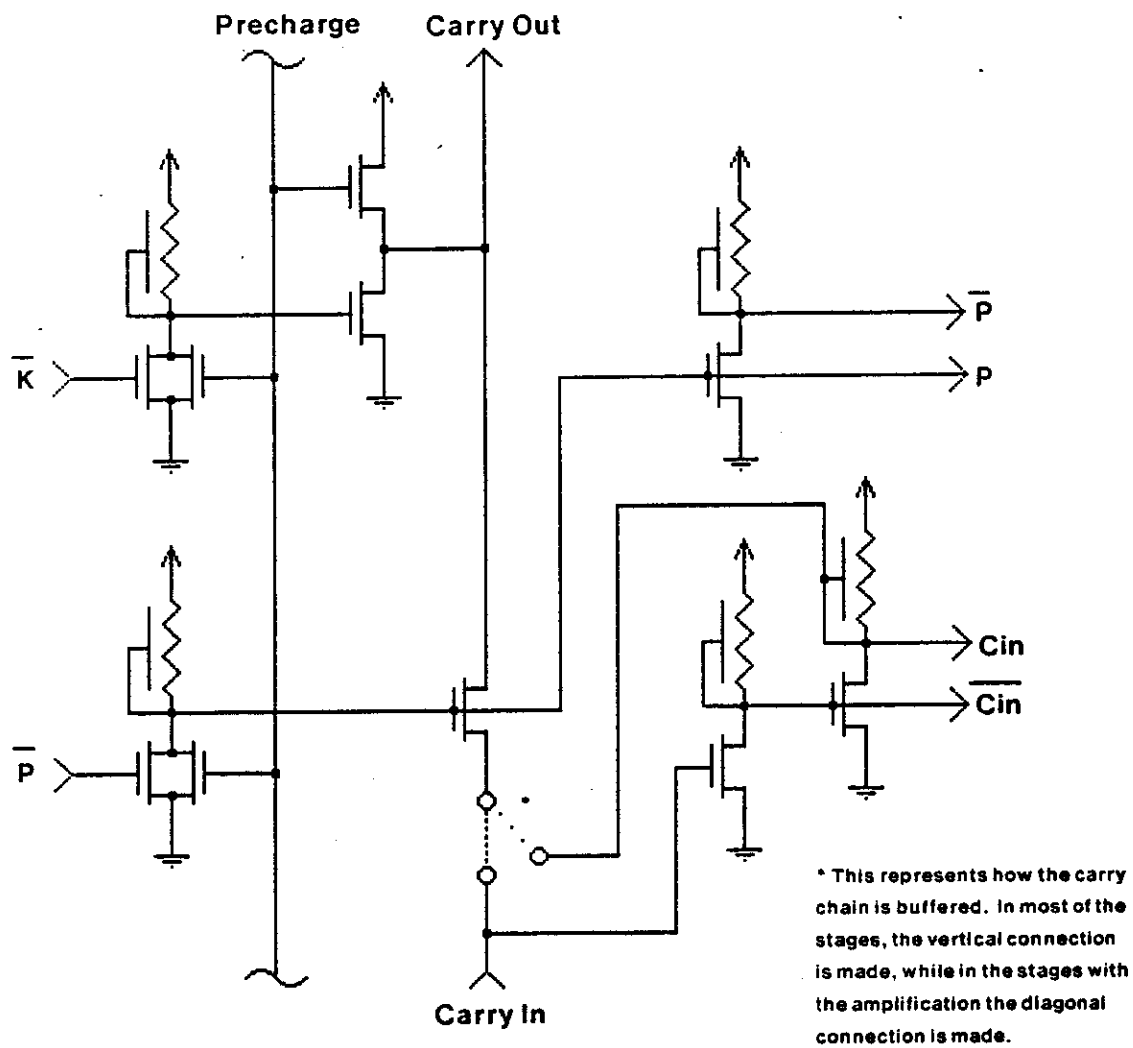 Precharge
Carry Out
K̅
P̅
P
Cin
C̅i̅n̅
P̅
Carry In
* This represents how the carry
chain is buffered. In most of the
stages, the vertical connection
is made, while in the stages with
the amplification the diagonal
connection is made.